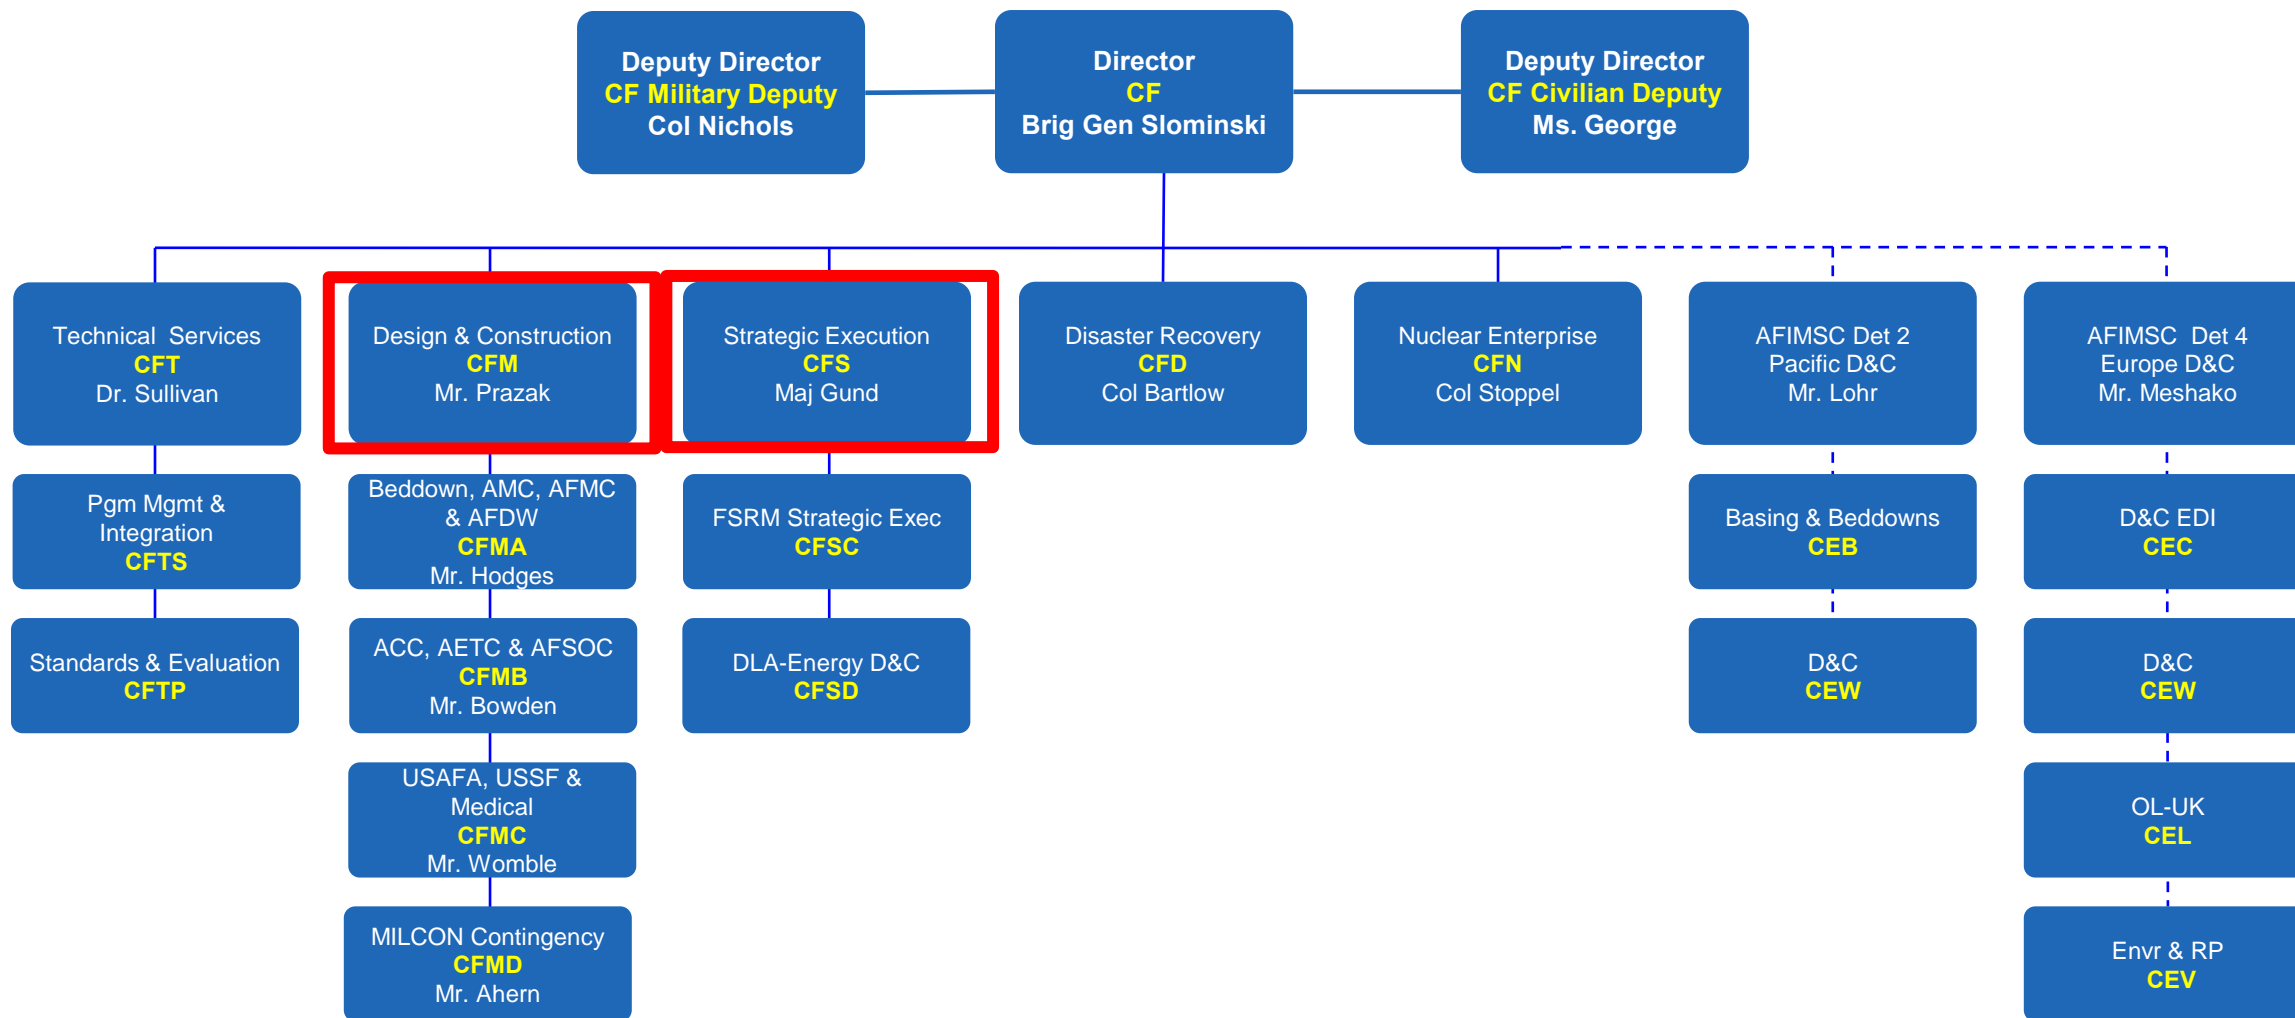 Deputy Director
CF Military Deputy
Col Nichols
Director
CF
Brig Gen Slominski
Deputy Director
CF Civilian Deputy
Ms. George
Technical Services
CFT
Dr. Sullivan
Design & Construction
CFM
Mr. Prazak
Strategic Execution
CFS
Maj Gund
Disaster Recovery
CFD
Col Bartlow
Nuclear Enterprise
CFN
Col Stoppel
AFIMSC Det 2
Pacific D&C
Mr. Lohr
AFIMSC Det 4
Europe D&C
Mr. Meshako
Pgm Mgmt &
Integration
CFTS
Beddown, AMC, AFMC
& AFDW
CFMA
Mr. Hodges
FSRM Strategic Exec
CFSC
Basing & Beddowns
CEB
D&C EDI
CEC
Standards & Evaluation
CFTP
ACC, AETC & AFSOC
CFMB
Mr. Bowden
DLA-Energy D&C
CFSD
D&C
CEW
D&C
CEW
USAFA, USSF &
Medical
CFMC
Mr. Womble
OL-UK
CEL
MILCON Contingency
CFMD
Mr. Ahern
Envr & RP
CEV